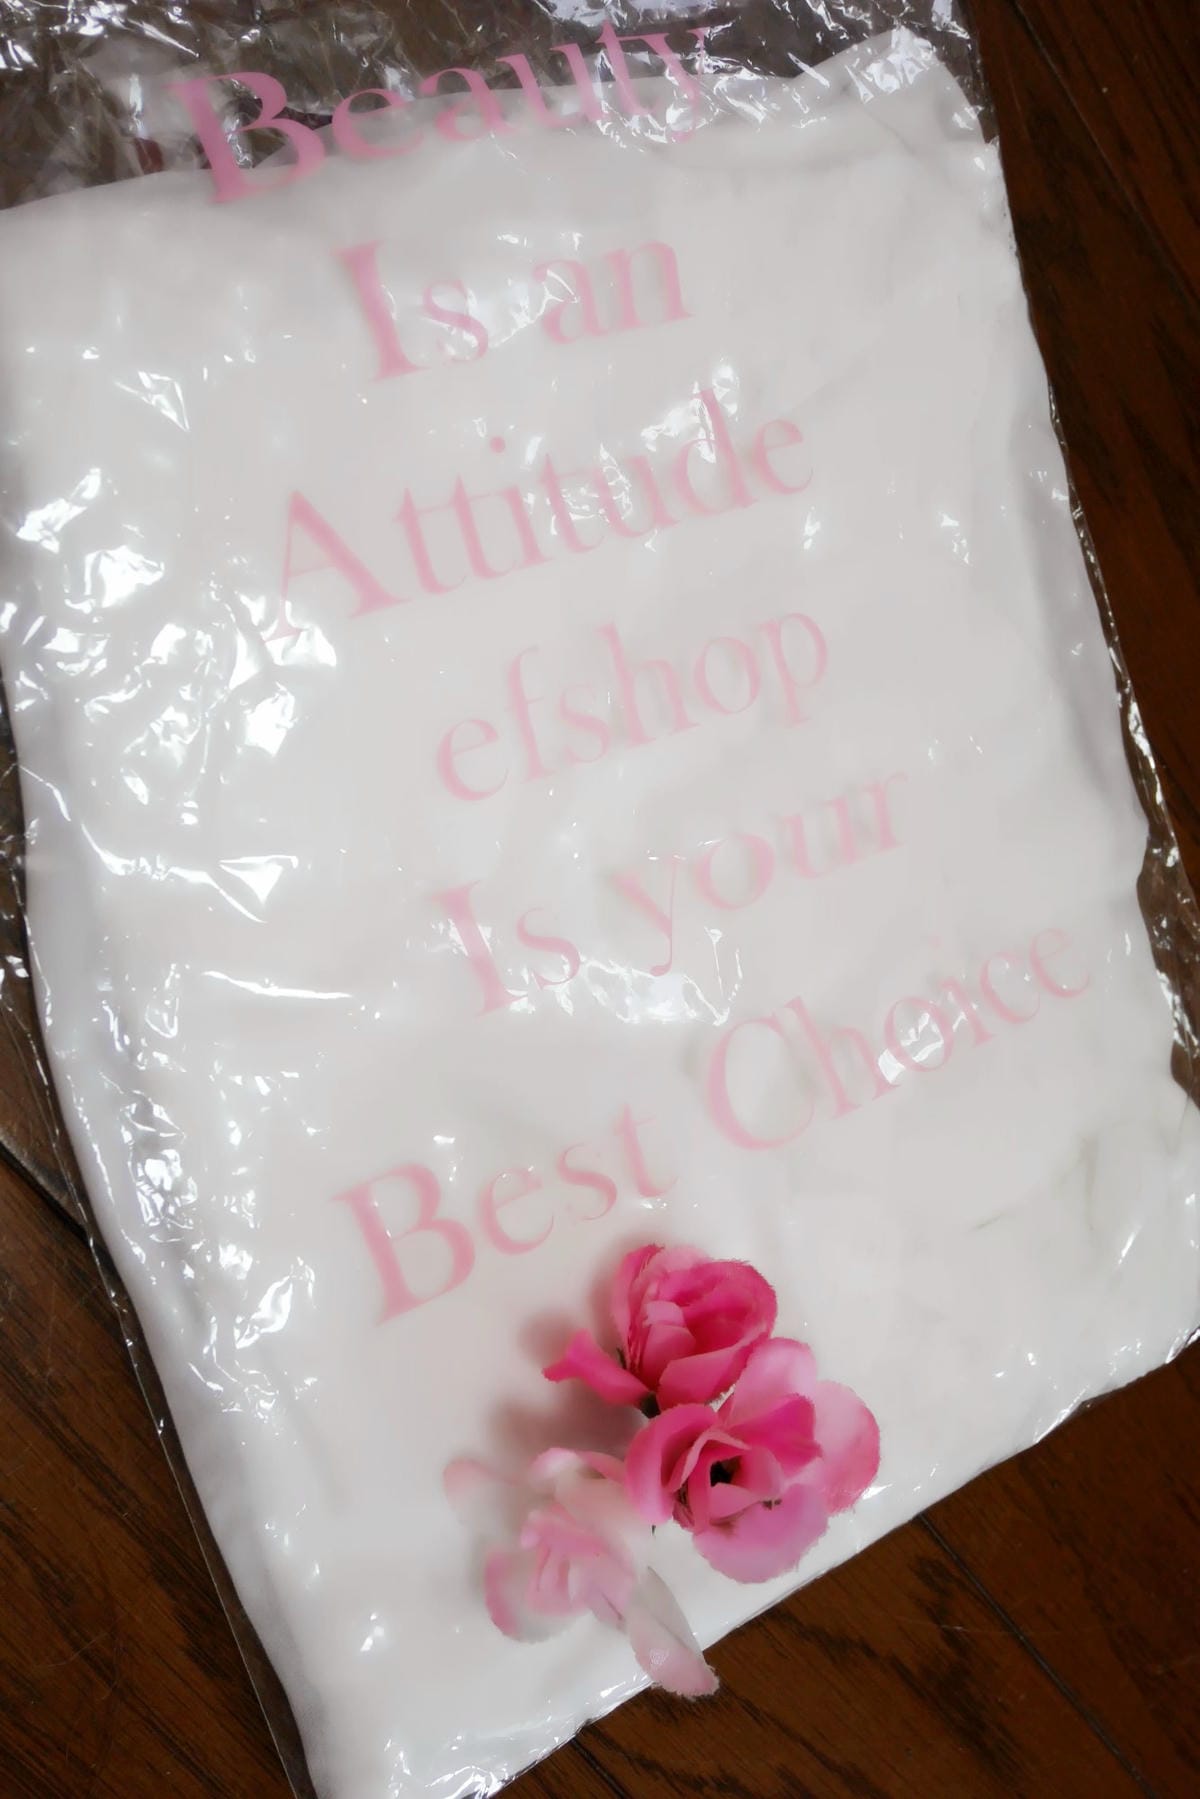 Beauty
Is an
Attitude
efshop
Is your
Best Choice